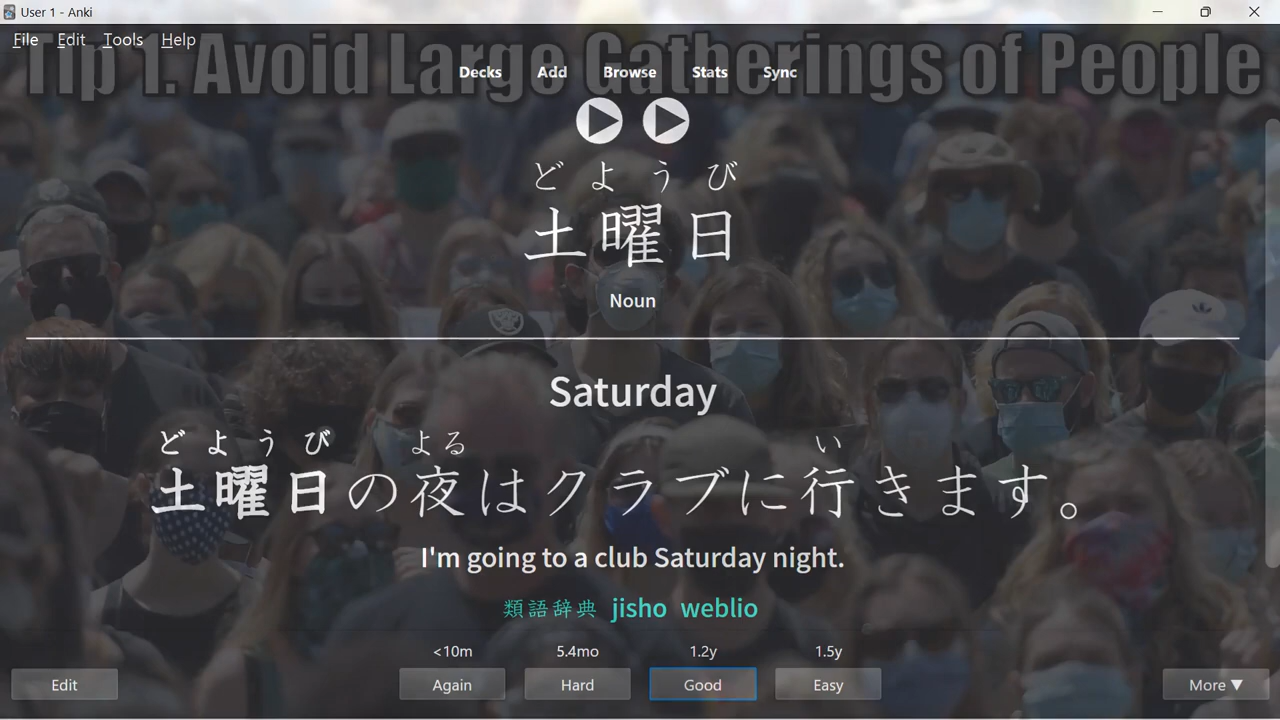 User 1 - Anki
File Edit Tools Help
Tip 1. Avoid Large Gatherings of People
Decks Add Browse Stats Sync
どようび
土曜日
Noun
Saturday
どようび よる い
土曜日の夜はクラブに行きます。
I'm going to a club Saturday night.
類語辞典 jisho weblio
<10m 5.4mo 1.2y 1.5y
Edit Again Hard Good Easy More ▼